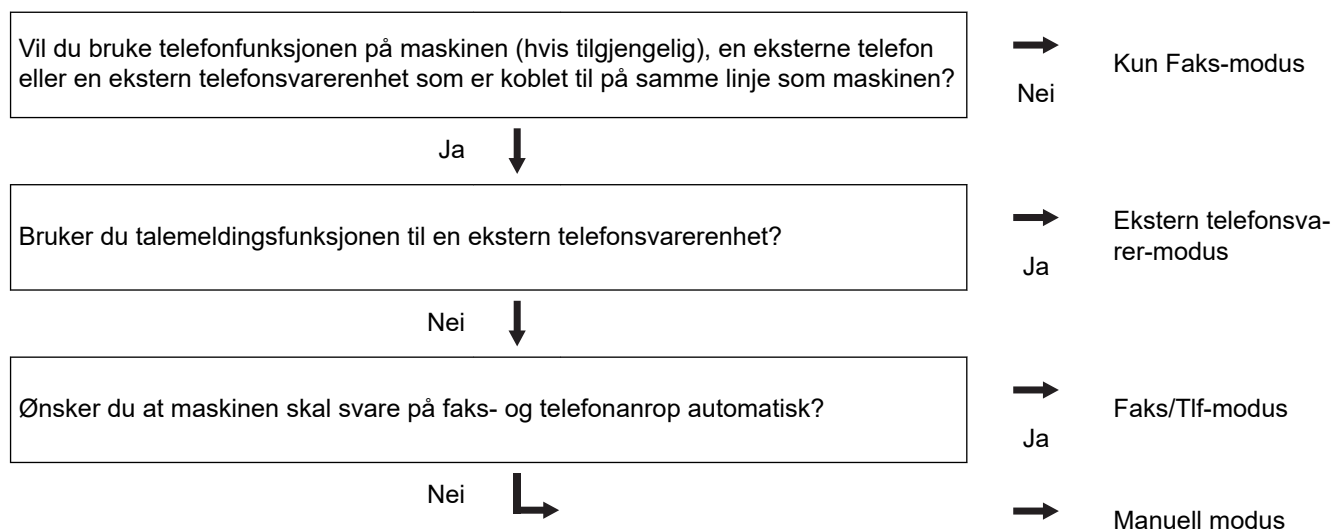 Vil du bruke telefonfunksjonen på maskinen (hvis tilgjengelig), en eksterne telefon
eller en ekstern telefonsvarerenhet som er koblet til på samme linje som maskinen?
Nei
Kun Faks-modus
Ja
Bruker du talemeldingsfunksjonen til en ekstern telefonsvarerenhet?
Ja
Ekstern telefonsva-
rer-modus
Nei
Ønsker du at maskinen skal svare på faks- og telefonanrop automatisk?
Ja
Faks/Tlf-modus
Nei
Manuell modus